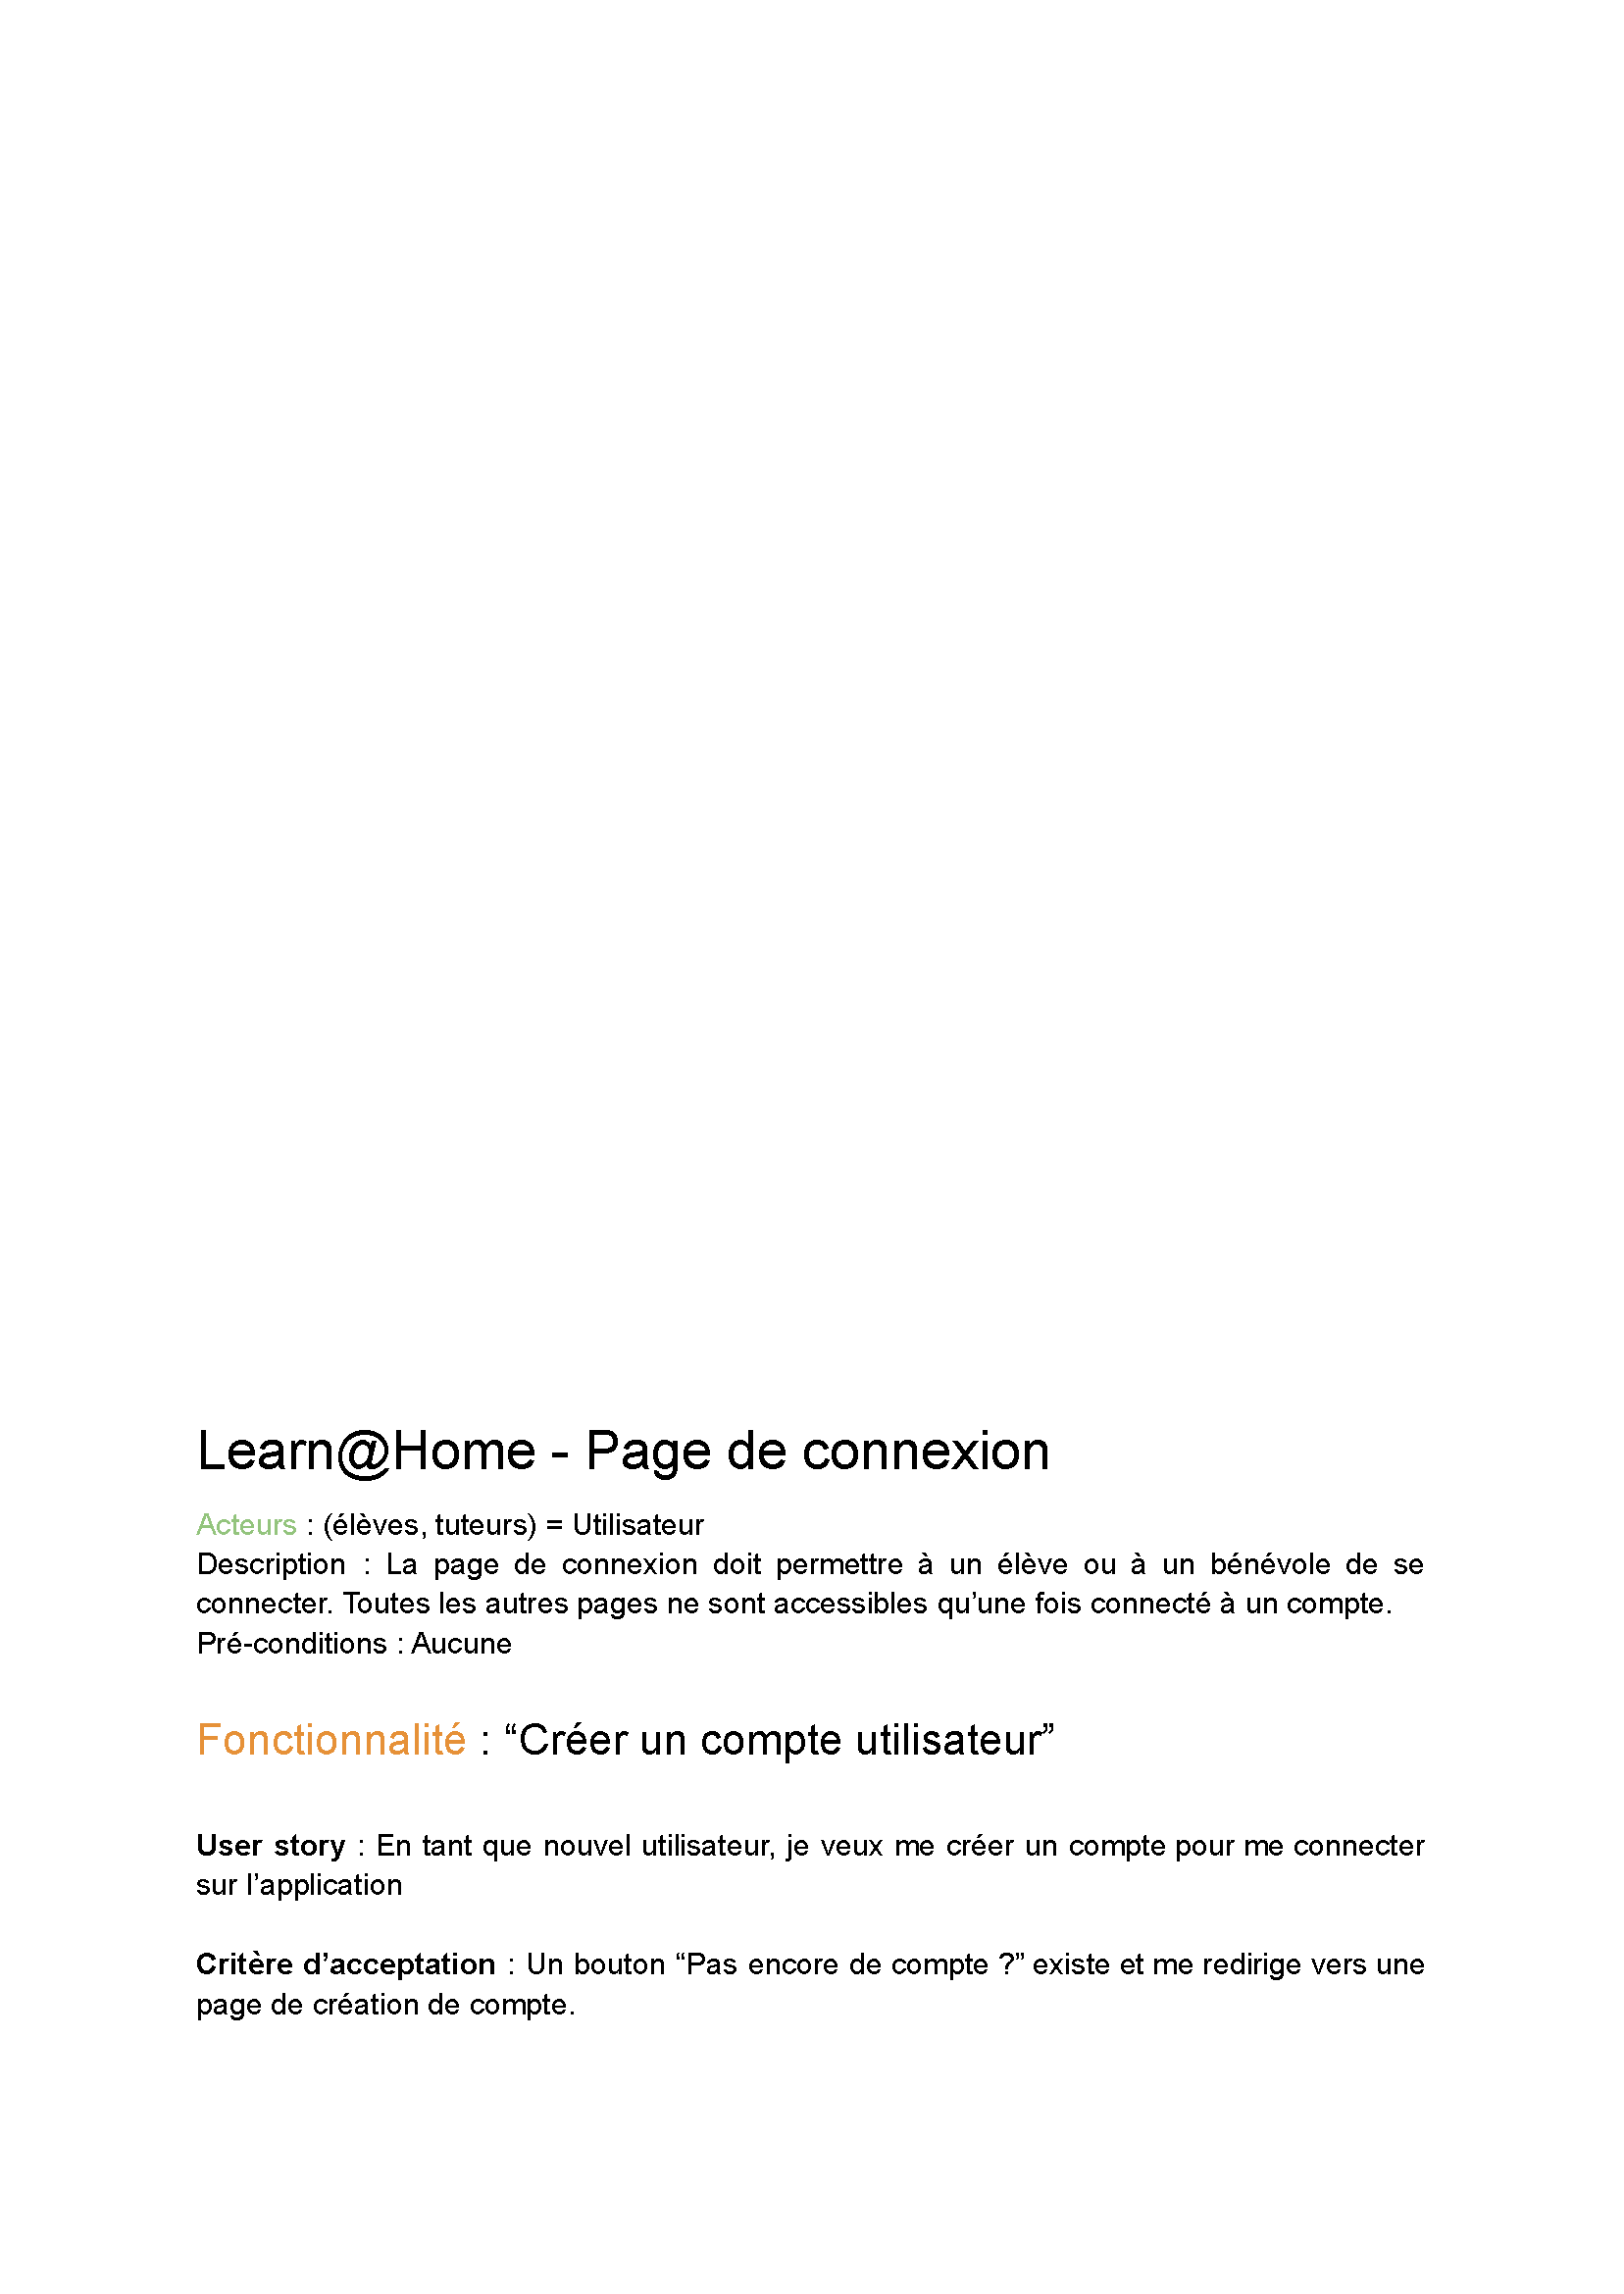 Learn@Home - Page de connexion
Acteurs : (élèves, tuteurs) = Utilisateur
Description : La page de connexion doit permettre à un élève ou à un bénévole de se
connecter. Toutes les autres pages ne sont accessibles qu’une fois connecté à un compte.
Pré-conditions : Aucune
Fonctionnalité : “Créer un compte utilisateur”
User story : En tant que nouvel utilisateur, je veux me créer un compte pour me connecter
sur l’application
Critère d’acceptation : Un bouton “Pas encore de compte ?” existe et me redirige vers une
page de création de compte.